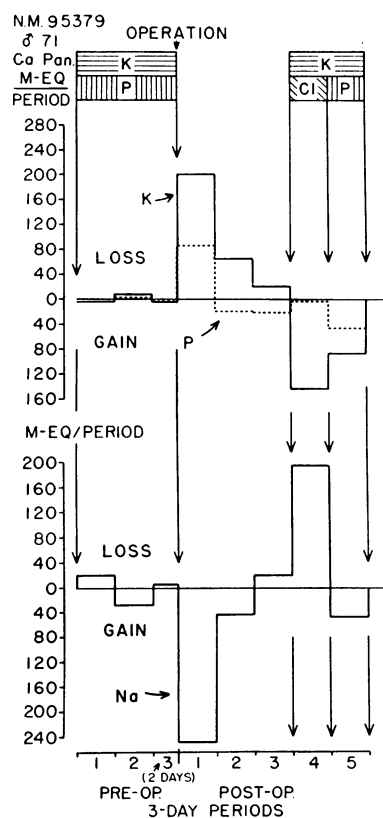 N.M. 95379
♂ 71
Ca Pan.
M-EQ
PERIOD
OPERATION
K
P
K
Cl P
280
240
200
160
120
80
40
0
40
80
120
160
K
LOSS
GAIN
P
M-EQ/PERIOD
200
160
120
80
40
0
40
80
120
160
200
240
LOSS
GAIN
Na
1 2 3 1 2 3 4 5
(2 DAYS)
PRE-OP. POST-OP.
3-DAY PERIODS